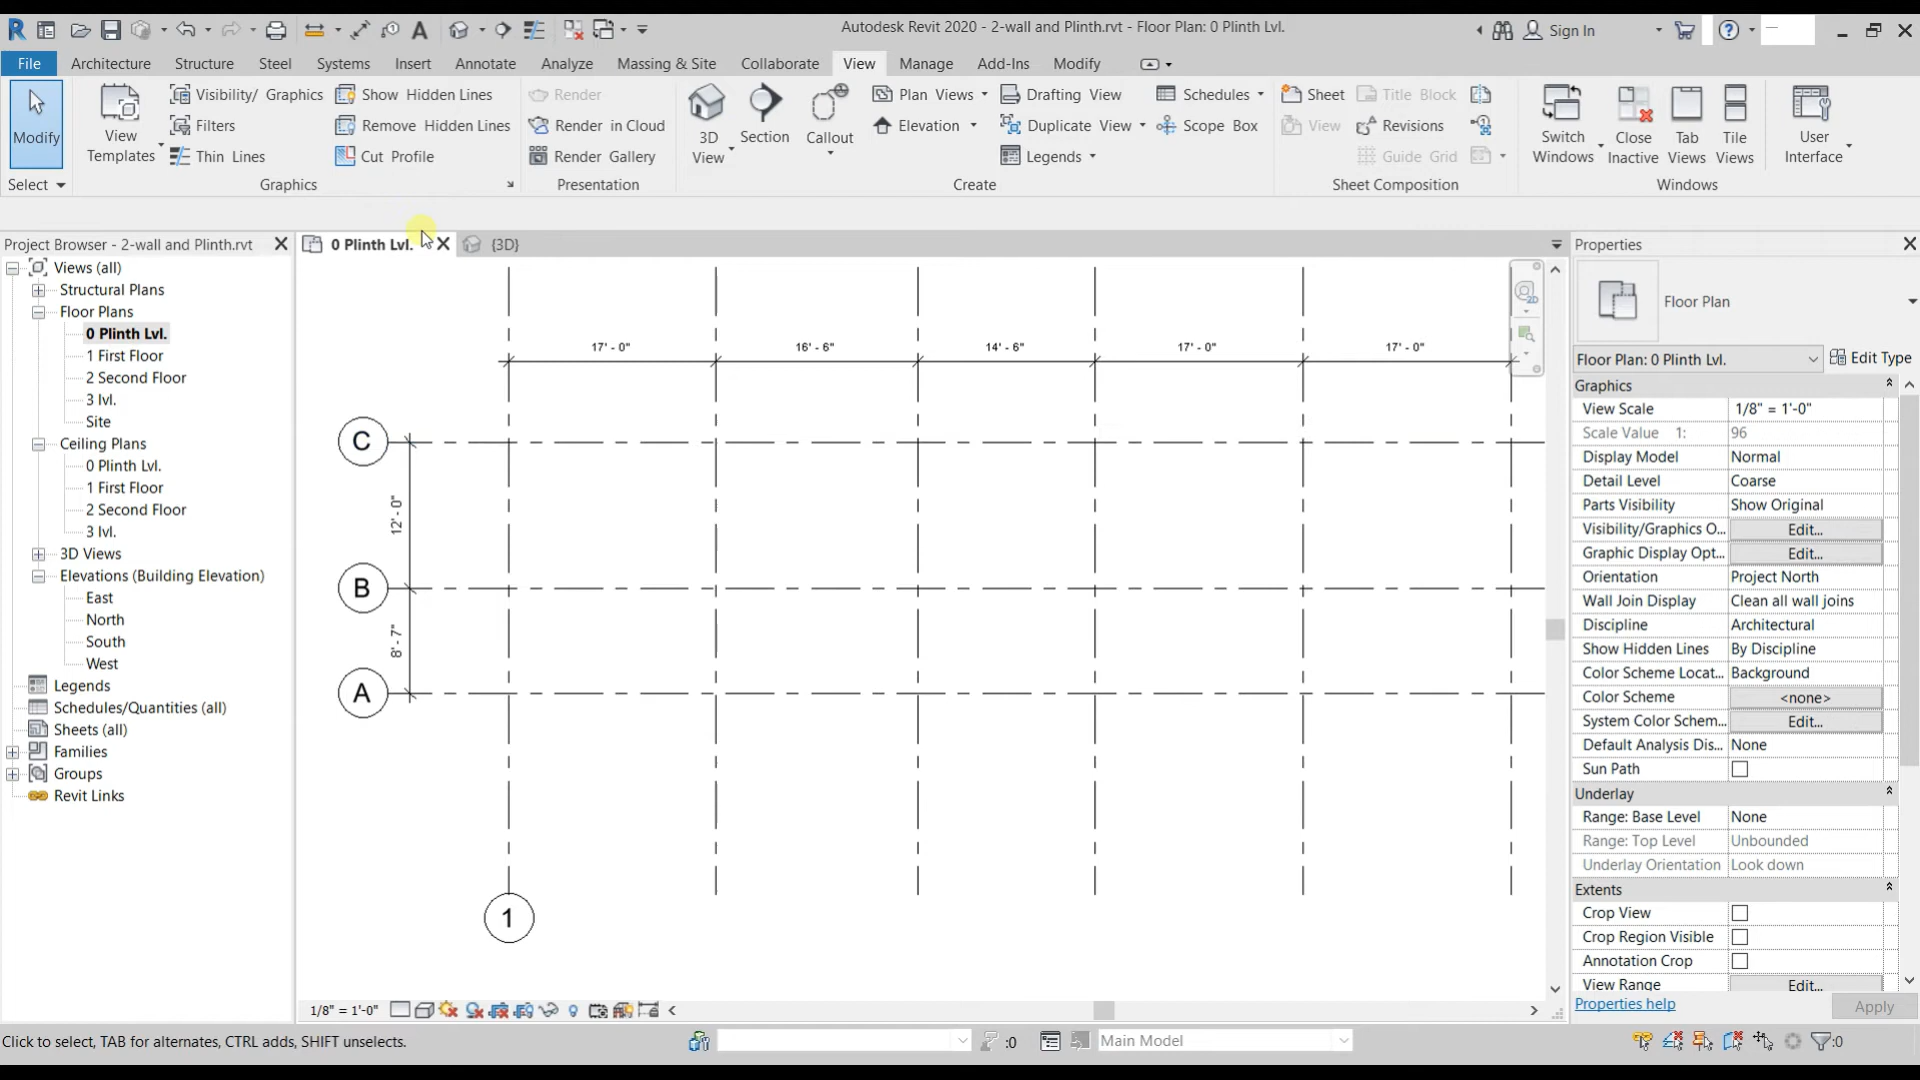 Autodesk Revit 2020 - 2-wall and Plinth.rvt - Floor Plan: 0 Plinth Lvl.
Sign In
File Architecture Structure Steel Systems Insert Annotate Analyze Massing & Site Collaborate View Manage Add-Ins Modify
Modify
View Templates
Visibility/ Graphics
Filters
Thin Lines
Show Hidden Lines
Remove Hidden Lines
Cut Profile
Render
Render in Cloud
Render Gallery
3D View
Section
Callout
Plan Views
Elevation
Drafting View
Duplicate View
Legends
Schedules
Scope Box
Sheet
View
Title Block
Revisions
Guide Grid
Switch Windows
Close Inactive
Tab Views
Tile Views
User Interface
Select
Graphics
Presentation
Create
Sheet Composition
Windows
Project Browser - 2-wall and Plinth.rvt
Views (all)
Structural Plans
Floor Plans
0 Plinth Lvl.
1 First Floor
2 Second Floor
3 lvl.
Site
Ceiling Plans
0 Plinth Lvl.
1 First Floor
2 Second Floor
3 lvl.
3D Views
Elevations (Building Elevation)
East
North
South
West
Legends
Schedules/Quantities (all)
Sheets (all)
Families
Groups
Revit Links
0 Plinth Lvl.
{3D}
17' - 0"
16' - 6"
14' - 6"
17' - 0"
17' - 0"
C
12' - 0"
B
8' - 7"
A
1
2D
1/8" = 1'-0"
Properties
Floor Plan
Floor Plan: 0 Plinth Lvl.
Edit Type
Graphics
View Scale 1/8" = 1'-0"
Scale Value 1: 96
Display Model Normal
Detail Level Coarse
Parts Visibility Show Original
Visibility/Graphics O... Edit...
Graphic Display Opt... Edit...
Orientation Project North
Wall Join Display Clean all wall joins
Discipline Architectural
Show Hidden Lines By Discipline
Color Scheme Locat... Background
Color Scheme <none>
System Color Schem... Edit...
Default Analysis Dis... None
Sun Path
Underlay
Range: Base Level None
Range: Top Level Unbounded
Underlay Orientation Look down
Extents
Crop View
Crop Region Visible
Annotation Crop
View Range Edit...
Properties help
Apply
Click to select, TAB for alternates, CTRL adds, SHIFT unselects.
:0
Main Model
:0